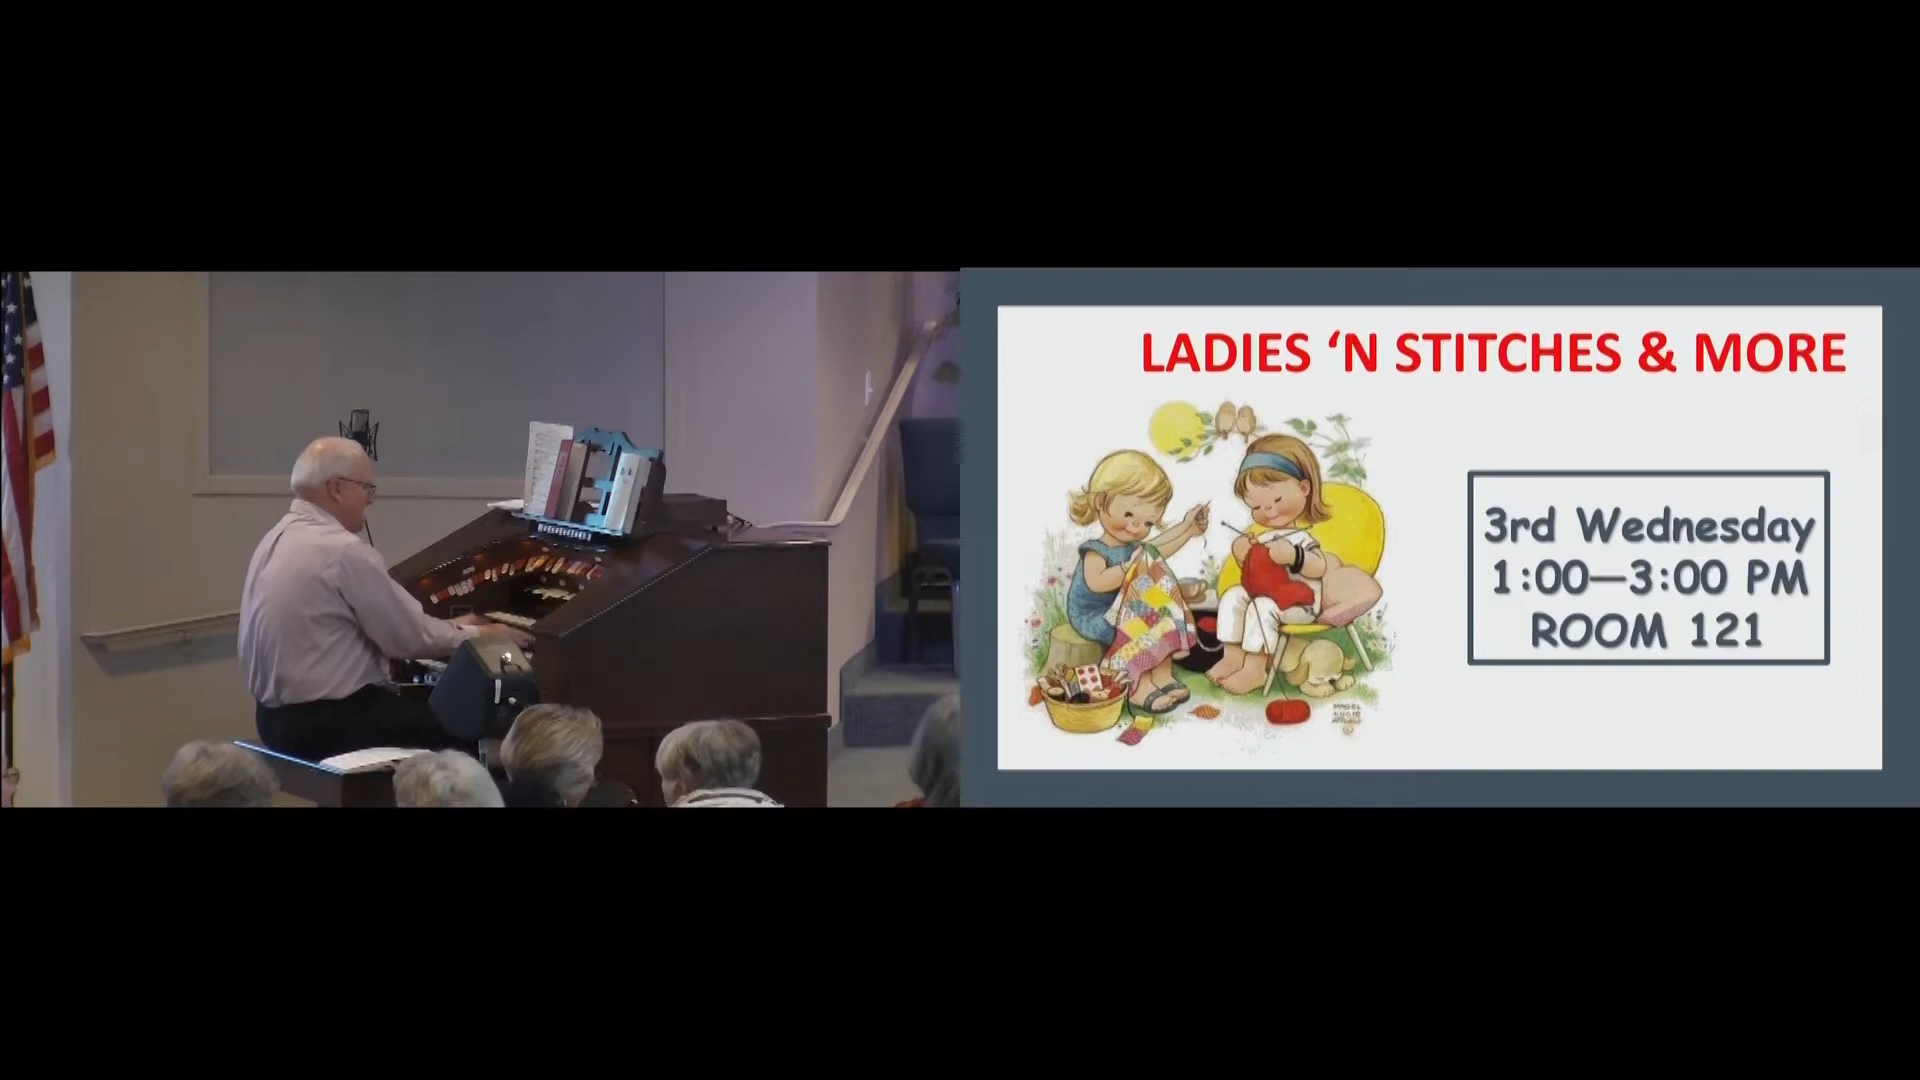 LADIES ‘N STITCHES & MORE
3rd Wednesday
1:00—3:00 PM
ROOM 121